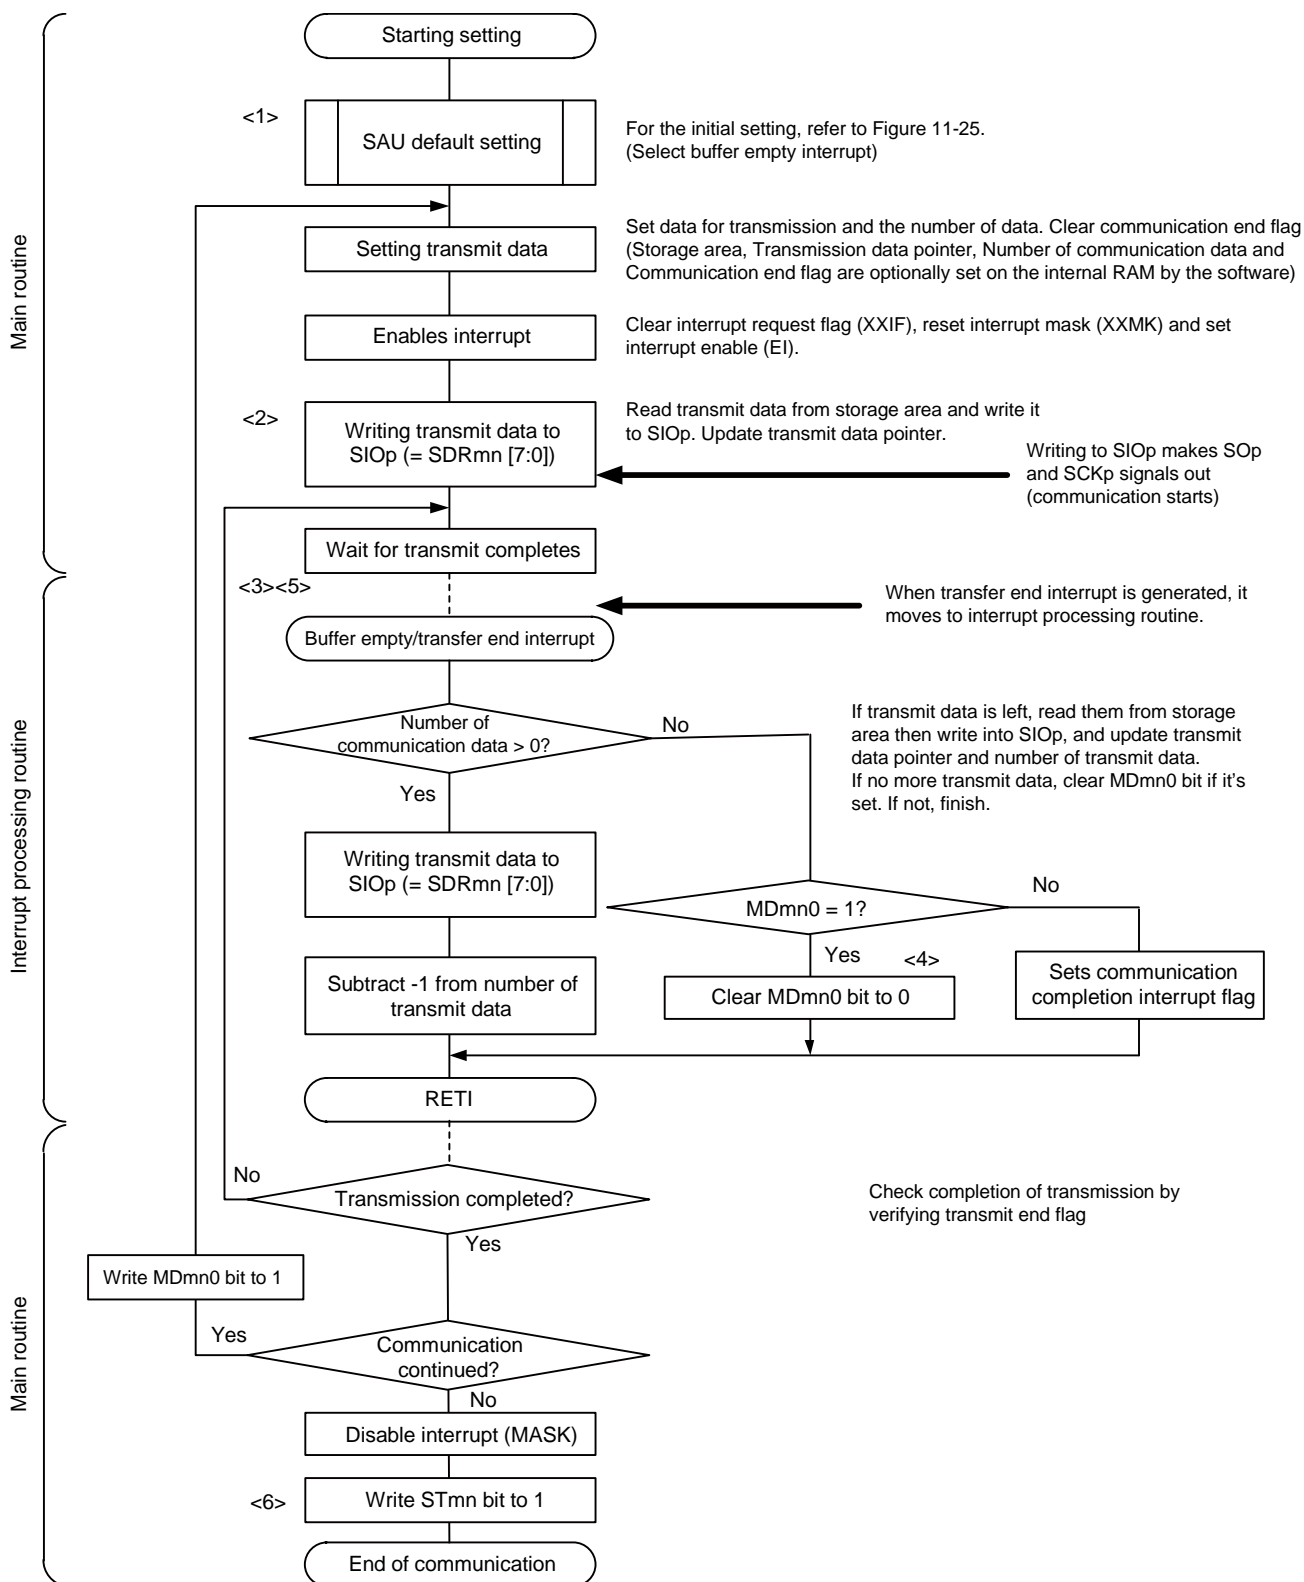 Starting setting
<1>
SAU default setting
For the initial setting, refer to Figure 11-25.
(Select buffer empty interrupt)
Main routine
Setting transmit data
Set data for transmission and the number of data. Clear communication end flag
(Storage area, Transmission data pointer, Number of communication data and
Communication end flag are optionally set on the internal RAM by the software)
Enables interrupt
Clear interrupt request flag (XXIF), reset interrupt mask (XXMK) and set
interrupt enable (EI).
<2>
Writing transmit data to
SIOp (= SDRmn [7:0])
Read transmit data from storage area and write it
to SIOp. Update transmit data pointer.
Writing to SIOp makes SOp
and SCKp signals out
(communication starts)
Wait for transmit completes
<3><5>
When transfer end interrupt is generated, it
moves to interrupt processing routine.
Buffer empty/transfer end interrupt
Interrupt processing routine
Number of
communication data > 0?
No
If transmit data is left, read them from storage
area then write into SIOp, and update transmit
data pointer and number of transmit data.
If no more transmit data, clear MDmn0 bit if it's
set. If not, finish.
Yes
Writing transmit data to
SIOp (= SDRmn [7:0])
MDmn0 = 1?
No
Yes
<4>
Subtract -1 from number of
transmit data
Clear MDmn0 bit to 0
Sets communication
completion interrupt flag
RETI
No
Transmission completed?
Check completion of transmission by
verifying transmit end flag
Yes
Write MDmn0 bit to 1
Main routine
Yes
Communication
continued?
No
Disable interrupt (MASK)
<6>
Write STmn bit to 1
End of communication